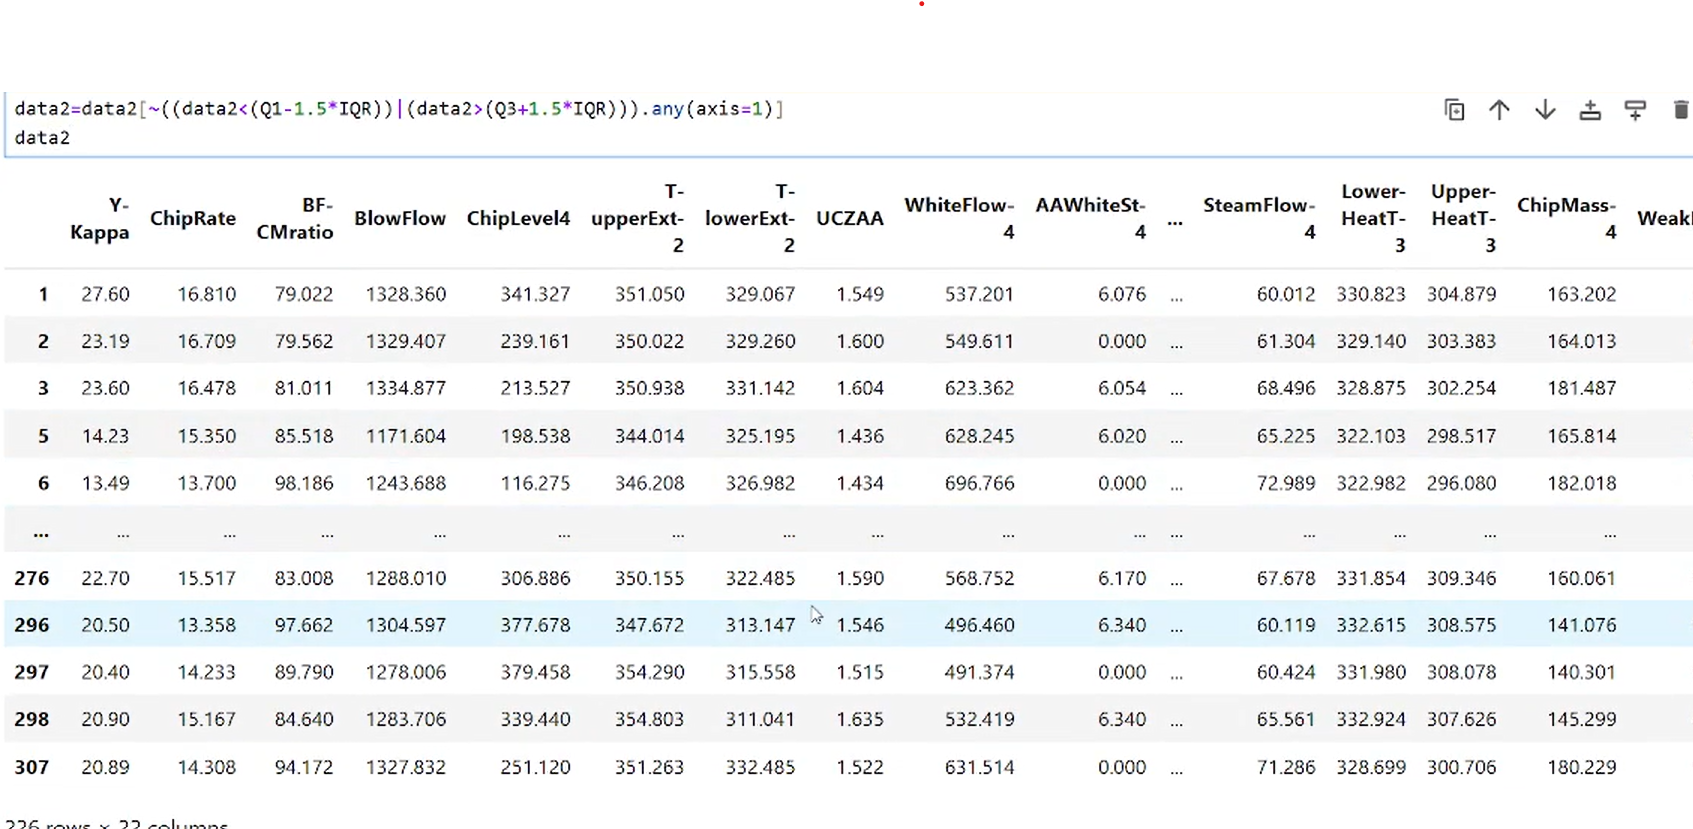 data2=data2[~((data2<(Q1-1.5*IQR))|(data2>(Q3+1.5*IQR))).any(axis=1)]
data2
Y-Kappa ChipRate BF-CMratio BlowFlow ChipLevel4 T-upperExt-2 T-lowerExt-2 UCZAA WhiteFlow-4 AAWhiteSt-4 ... SteamFlow-4 Lower-HeatT-3 Upper-HeatT-3 ChipMass-4
1 27.60 16.810 79.022 1328.360 341.327 351.050 329.067 1.549 537.201 6.076 ... 60.012 330.823 304.879 163.202
2 23.19 16.709 79.562 1329.407 239.161 350.022 329.260 1.600 549.611 0.000 ... 61.304 329.140 303.383 164.013
3 23.60 16.478 81.011 1334.877 213.527 350.938 331.142 1.604 623.362 6.054 ... 68.496 328.875 302.254 181.487
5 14.23 15.350 85.518 1171.604 198.538 344.014 325.195 1.436 628.245 6.020 ... 65.225 322.103 298.517 165.814
6 13.49 13.700 98.186 1243.688 116.275 346.208 326.982 1.434 696.766 0.000 ... 72.989 322.982 296.080 182.018
... ... ... ... ... ... ... ... ... ... ... ... ... ... ... ...
276 22.70 15.517 83.008 1288.010 306.886 350.155 322.485 1.590 568.752 6.170 ... 67.678 331.854 309.346 160.061
296 20.50 13.358 97.662 1304.597 377.678 347.672 313.147 1.546 496.460 6.340 ... 60.119 332.615 308.575 141.076
297 20.40 14.233 89.790 1278.006 379.458 354.290 315.558 1.515 491.374 0.000 ... 60.424 331.980 308.078 140.301
298 20.90 15.167 84.640 1283.706 339.440 354.803 311.041 1.635 532.419 6.340 ... 65.561 332.924 307.626 145.299
307 20.89 14.308 94.172 1327.832 251.120 351.263 332.485 1.522 631.514 0.000 ... 71.286 328.699 300.706 180.229
rows × columns